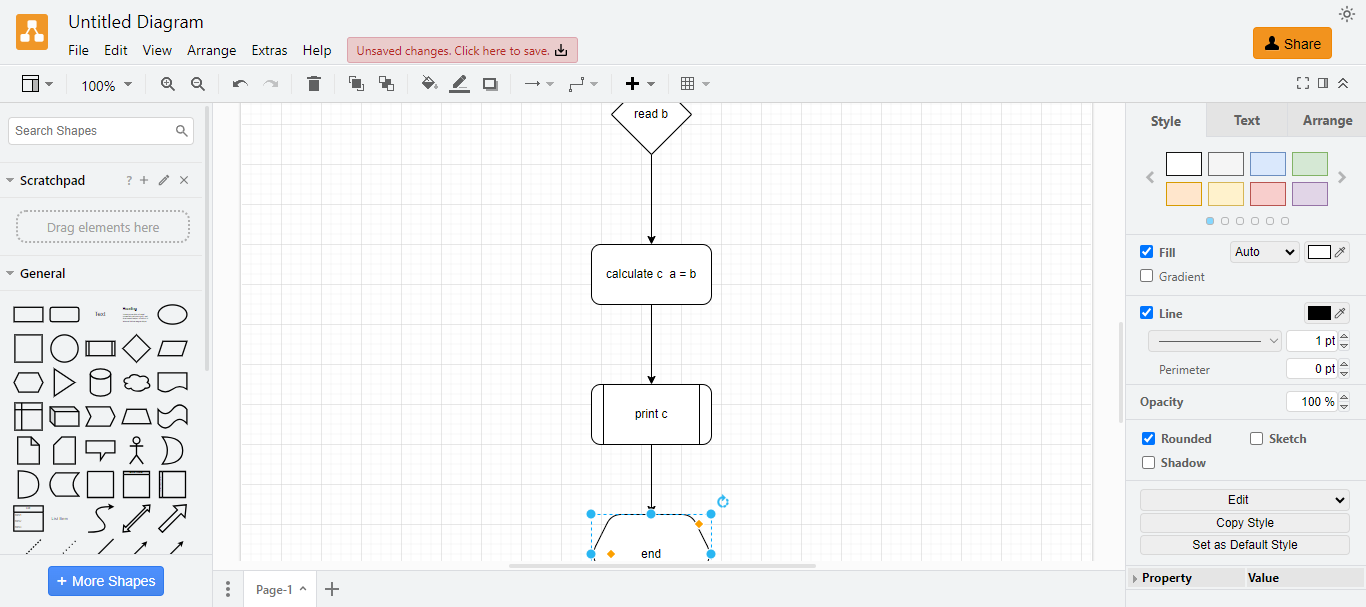 Untitled Diagram
File Edit View Arrange Extras Help Unsaved changes. Click here to save.
Share
100%
Search Shapes
Scratchpad ? + ×
Drag elements here
General
Text Heading
List Item
+ More Shapes
read b
calculate c a = b
print c
end
Page-1
Style Text Arrange
Fill Auto
Gradient
Line
1 pt
Perimeter 0 pt
Opacity 100 %
Rounded Sketch
Shadow
Edit
Copy Style
Set as Default Style
Property Value